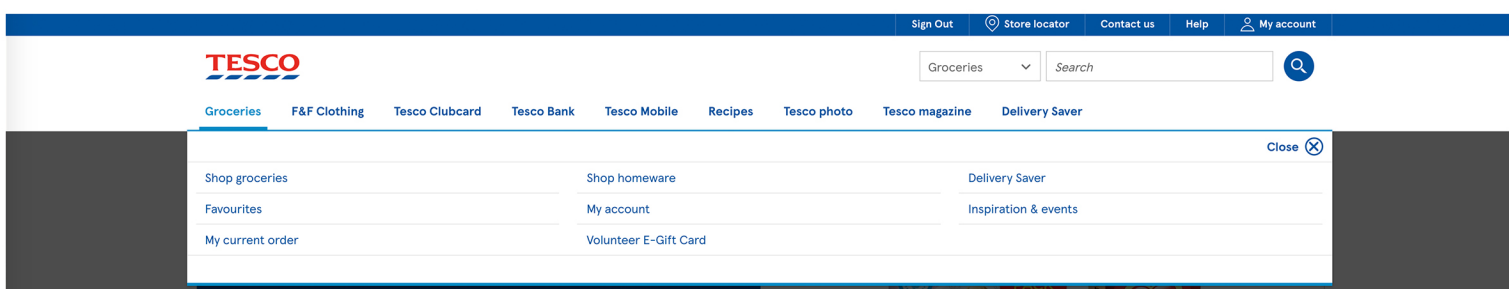 Sign Out Store locator Contact us Help My account
TESCO
Groceries Search
Groceries F&F Clothing Tesco Clubcard Tesco Bank Tesco Mobile Recipes Tesco photo Tesco magazine Delivery Saver
Close
Shop groceries Shop homeware Delivery Saver
Favourites My account Inspiration & events
My current order Volunteer E-Gift Card